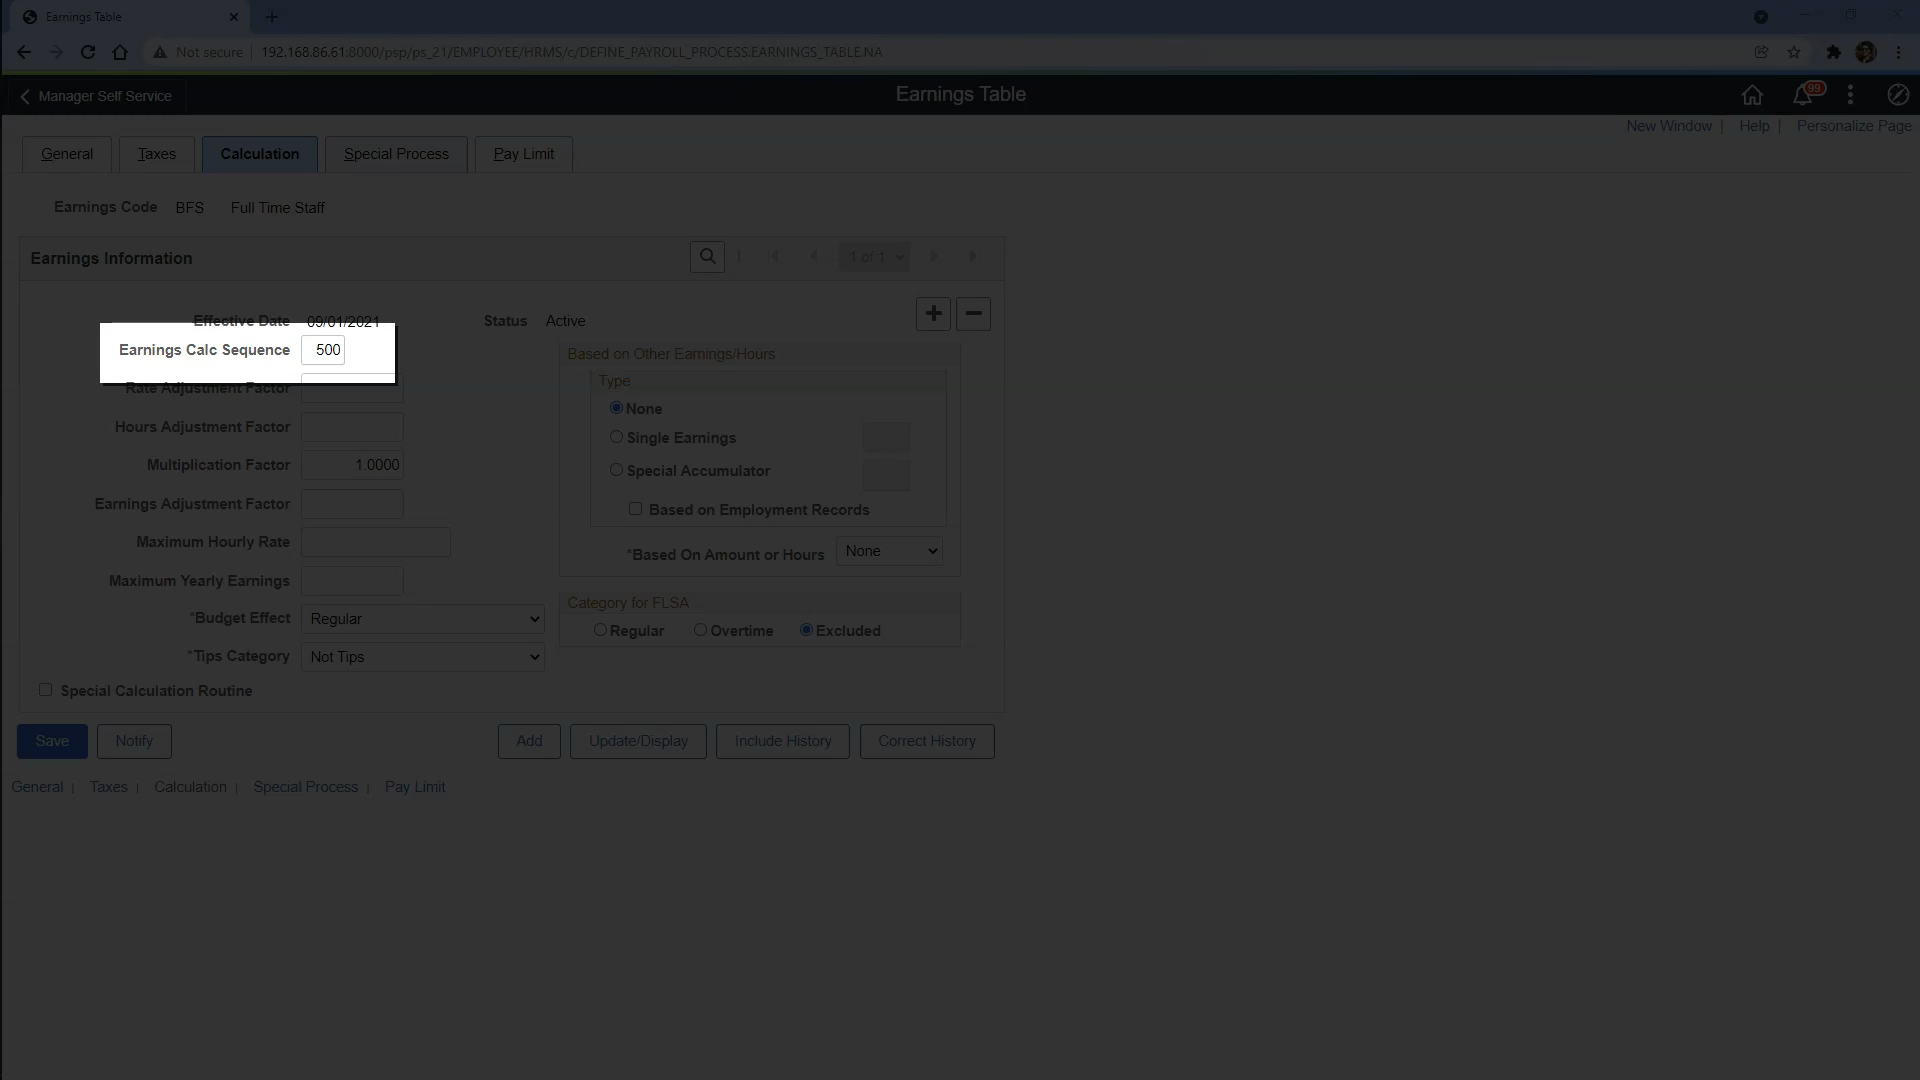 Earnings Table
Not secure 192.168.86.61:8000/psp/ps_21/EMPLOYEE/HRMS/c/DEFINE_PAYROLL_PROCESS.EARNINGS_TABLE.NA
Manager Self Service
Earnings Table
99
New Window | Help | Personalize Page
General Taxes Calculation Special Process Pay Limit
Earnings Code BFS Full Time Staff
Earnings Information
1 of 1
Effective Date 09/01/2021 Status Active
Earnings Calc Sequence 500
Rate Adjustment Factor
Hours Adjustment Factor
Multiplication Factor 1.0000
Earnings Adjustment Factor
Maximum Hourly Rate
Maximum Yearly Earnings
*Budget Effect Regular
*Tips Category Not Tips
Special Calculation Routine
Based on Other Earnings/Hours
Type
None
Single Earnings
Special Accumulator
Based on Employment Records
*Based On Amount or Hours None
Category for FLSA
Regular Overtime Excluded
Save Notify Add Update/Display Include History Correct History
General | Taxes | Calculation | Special Process | Pay Limit